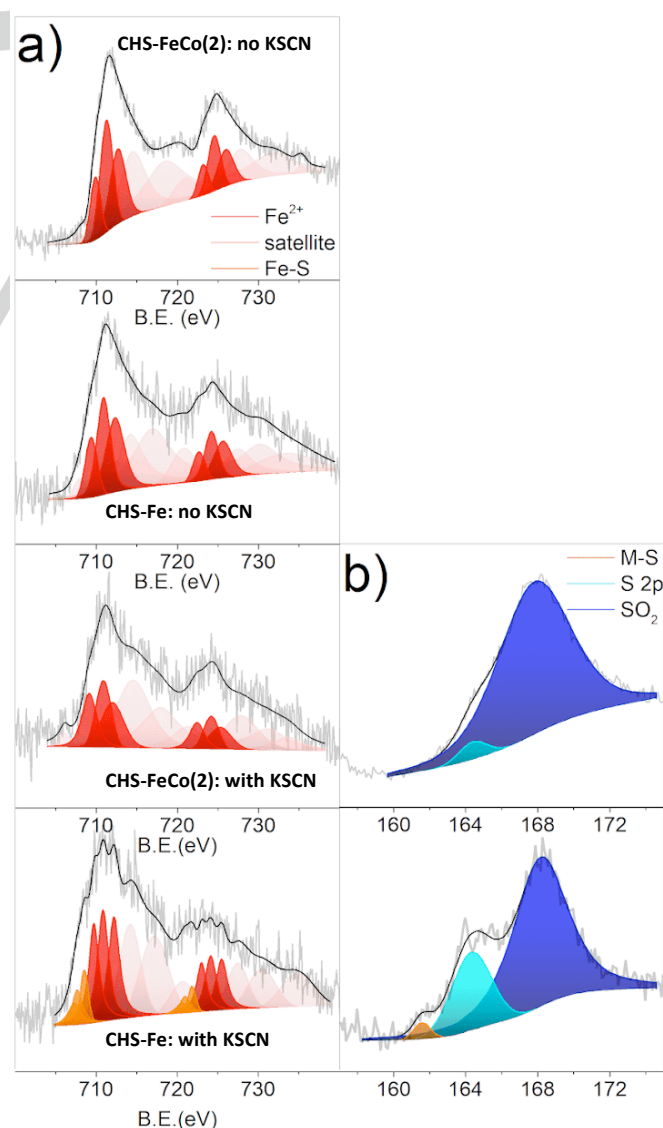 a)
CHS-FeCo(2): no KSCN
Fe2+
satellite
Fe-S
710 720 730
B.E. (eV)
CHS-Fe: no KSCN
710 720 730
B.E. (eV)
CHS-FeCo(2): with KSCN
710 720 730
B.E.(eV)
CHS-Fe: with KSCN
710 720 730
B.E. (eV)
b)
M-S
S 2p
SO2
160 164 168 172
160 164 168 172